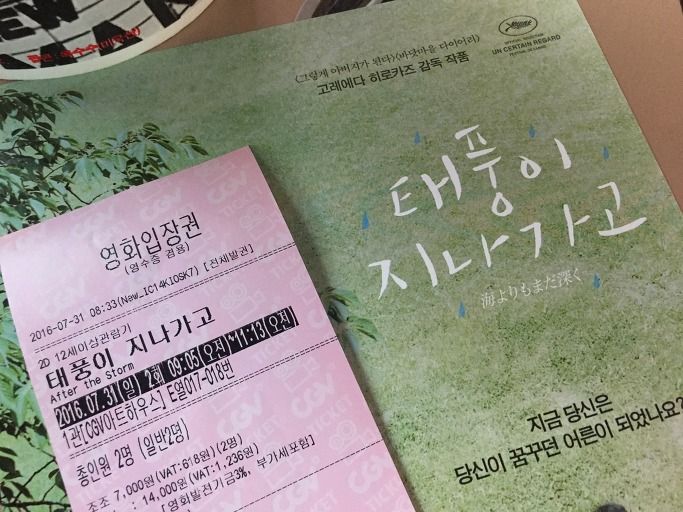 NEW
UN CERTAIN REGARD
<그렇게 아버지가 된다> <바닷마을 다이어리>
고레에다 히로카즈 감독 작품
태풍이
지나가고
海よりもまだ深く
지금 당신은
당신이 꿈꾸던 어른이 되었나요?
영화입장권
(영수증 겸용)
2016-07-31 08:33(New_IC14KIOSK7) [전체발권]
2D 12세이상관람가
태풍이 지나가고
After the Storm
2016.07.31(일) 2회 09:05(오전)~11:13(오전)
1관[CGV아트하우스] E열017~018번
총인원 2명 (일반2명)
조조 7,000원(VAT:618원)(2명)
: 14,000원(VAT:1,236원)
[영화발전기금3%, 부가세포함]